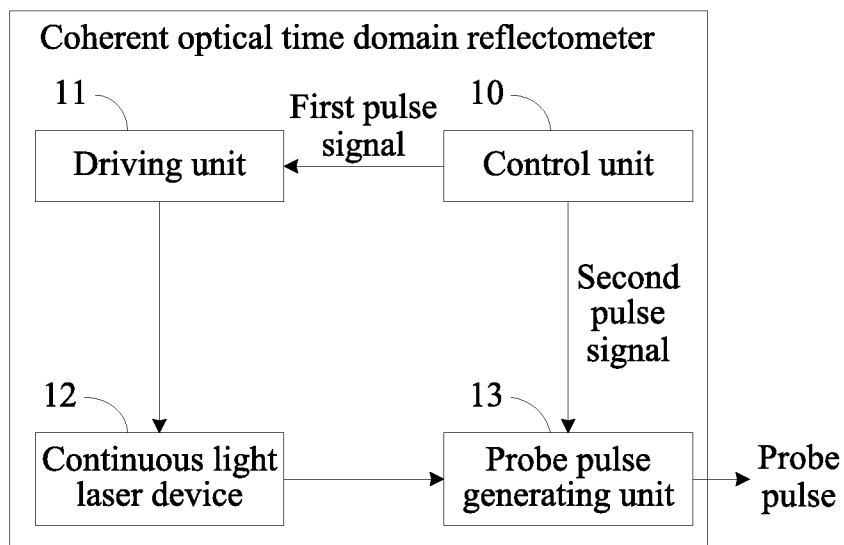 Coherent optical time domain reflectometer
11
First pulse
signal
10
Driving unit
Control unit
Second
pulse
signal
12
13
Continuous light
laser device
Probe pulse
generating unit
Probe
pulse